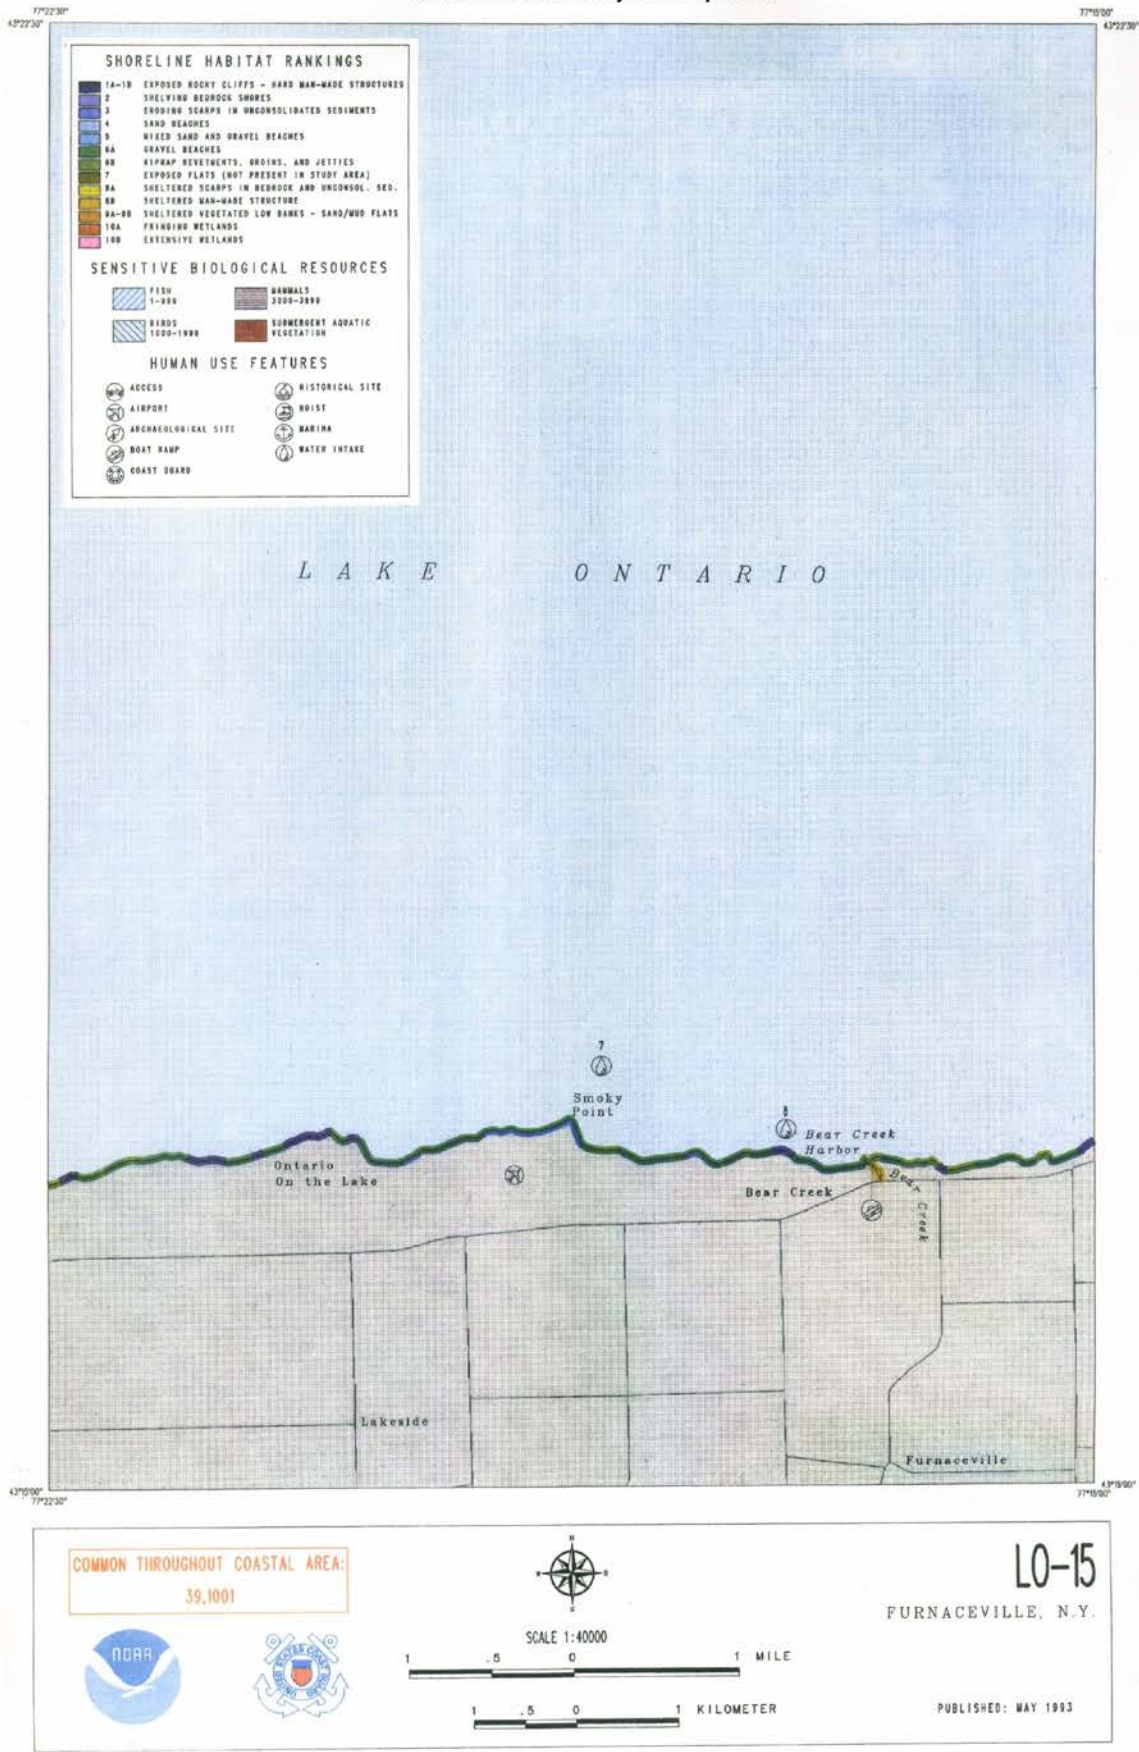 77°22'30"
77°15'00"
43°22'30"
43°22'30"
SHORELINE HABITAT RANKINGS
1A-1B EXPOSED ROCKY CLIFFS - HARD MAN-MADE STRUCTURES
2 SHELVING BEDROCK SHORES
3 ERODING SCARPS IN UNCONSOLIDATED SEDIMENTS
4 SAND BEACHES
5 MIXED SAND AND GRAVEL BEACHES
6A GRAVEL BEACHES
6B RIPRAP REVETMENTS, GROINS, AND JETTIES
7 EXPOSED FLATS (NOT PRESENT IN STUDY AREA)
8A SHELTERED SCARPS IN BEDROCK AND UNCONSOL. SED.
8B SHELTERED MAN-MADE STRUCTURE
9A-9B SHELTERED VEGETATED LOW BANKS - SAND/MUD FLATS
10A FRINGING WETLANDS
10B EXTENSIVE WETLANDS
SENSITIVE BIOLOGICAL RESOURCES
FISH
1-999
MAMMALS
3000-3999
BIRDS
1000-1999
SUBMERGENT AQUATIC
VEGETATION
HUMAN USE FEATURES
ACCESS
HISTORICAL SITE
AIRPORT
HOIST
ARCHAEOLOGICAL SITE
MARINA
BOAT RAMP
WATER INTAKE
COAST GUARD
LAKE ONTARIO
7
Smoky
Point
8
Bear Creek
Harbor
Ontario
On the Lake
Bear Creek
Bear Creek
Lakeside
Furnaceville
43°15'00"
77°22'30"
43°15'00"
77°15'00"
COMMON THROUGHOUT COASTAL AREA:
39,1001
NOAA
UNITED STATES COAST GUARD
N
W
E
S
SCALE 1:40000
1 .5 0 1 MILE
1 .5 0 1 KILOMETER
LO-15
FURNACEVILLE, N.Y.
PUBLISHED: MAY 1993